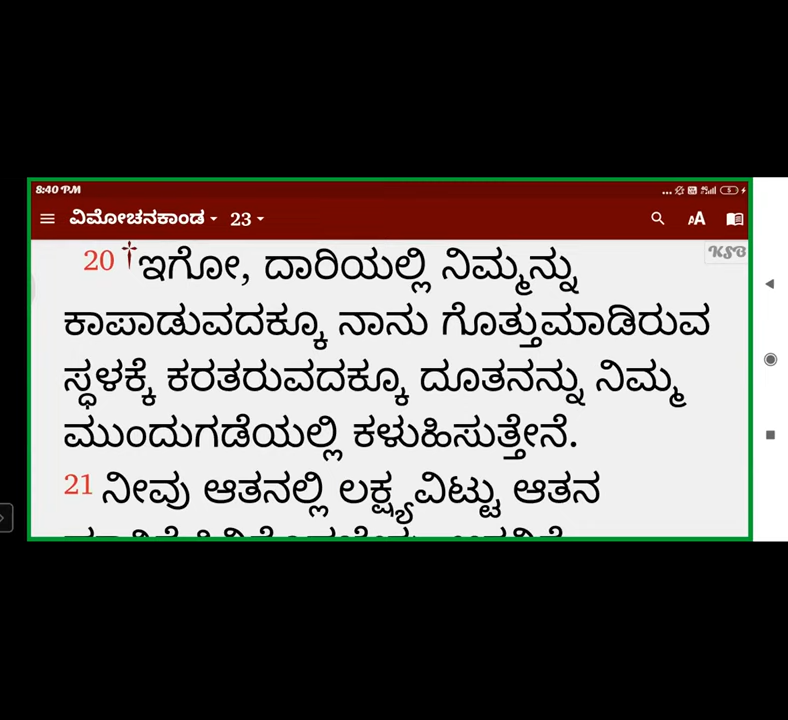 8:40 PM
ವಿಮೋಚನಕಾಂಡ 23
AA
KSB
20 †ಇಗೋ, ದಾರಿಯಲ್ಲಿ ನಿಮ್ಮನ್ನು
ಕಾಪಾಡುವದಕ್ಕೂ ನಾನು ಗೊತ್ತುಮಾಡಿರುವ
ಸ್ಥಳಕ್ಕೆ ಕರತರುವದಕ್ಕೂ ದೂತನನ್ನು ನಿಮ್ಮ
ಮುಂದುಗಡೆಯಲ್ಲಿ ಕಳುಹಿಸುತ್ತೇನೆ.
21 ನೀವು ಆತನಲ್ಲಿ ಲಕ್ಷ್ಯವಿಟ್ಟು ಆತನ